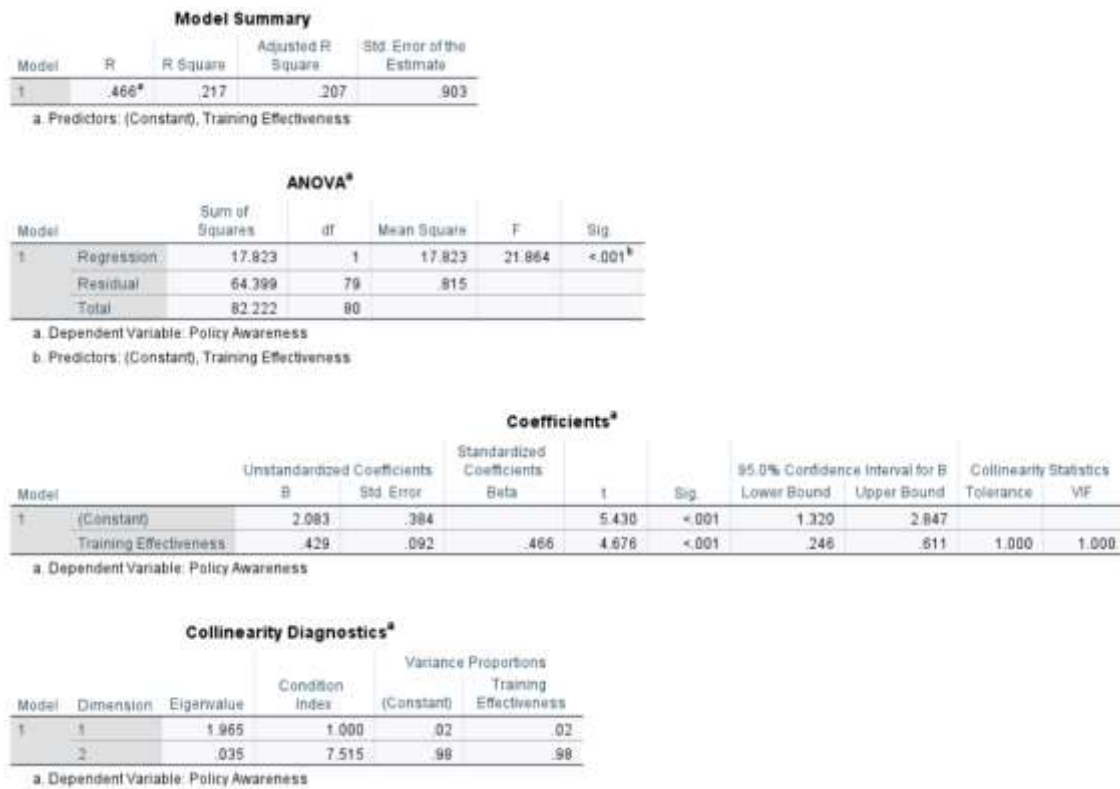 Model Summary
Model R R Square Adjusted R Square Std. Error of the Estimate
1 .466a .217 .207 .903
a. Predictors: (Constant), Training Effectiveness
ANOVAa
Model Sum of Squares df Mean Square F Sig.
1 Regression 17.823 1 17.823 21.864 <.001b
Residual 64.399 79 .815
Total 82.222 80
a. Dependent Variable: Policy Awareness
b. Predictors: (Constant), Training Effectiveness
Coefficientsa
Unstandardized Coefficients Standardized Coefficients 95.0% Confidence Interval for B Collinearity Statistics
Model B Std. Error Beta t Sig. Lower Bound Upper Bound Tolerance VIF
1 (Constant) 2.083 .384 5.430 <.001 1.320 2.847
Training Effectiveness .429 .092 .466 4.676 <.001 .246 .611 1.000 1.000
a. Dependent Variable: Policy Awareness
Collinearity Diagnosticsa
Variance Proportions
Model Dimension Eigenvalue Condition Index (Constant) Training Effectiveness
1 1 1.965 1.000 .02 .02
2 .035 7.515 .98 .98
a. Dependent Variable: Policy Awareness